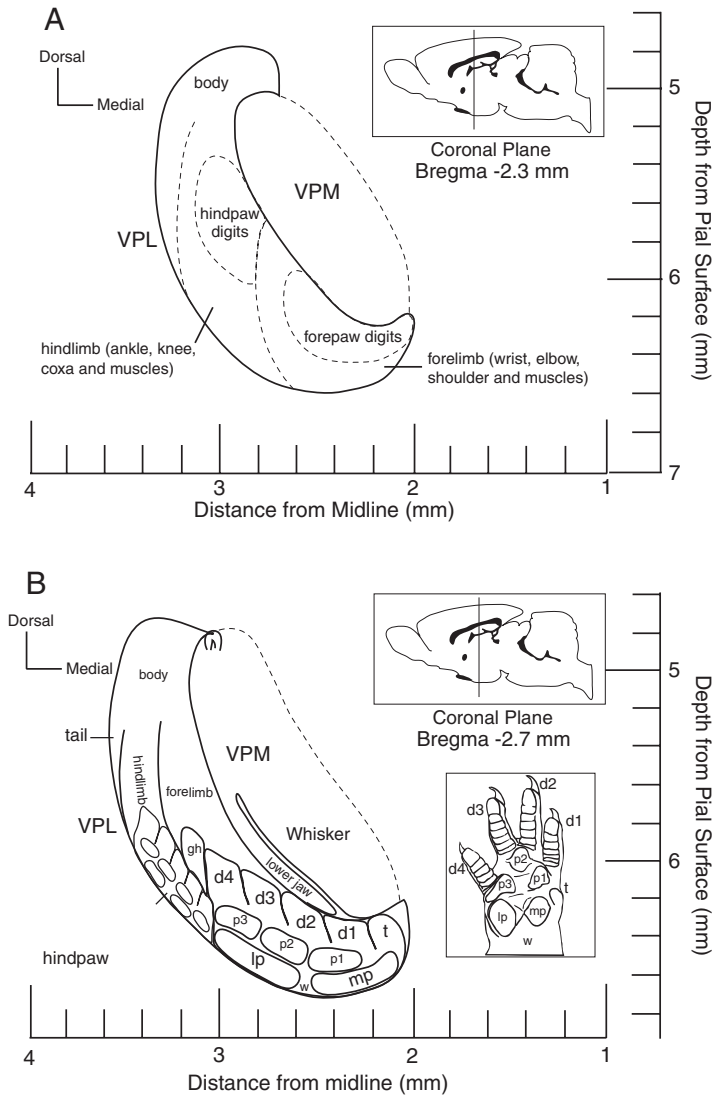 A
Dorsal
Medial
body
VPM
hindpaw
digits
VPL
forepaw digits
hindlimb (ankle, knee,
coxa and muscles)
forelimb (wrist, elbow,
shoulder and muscles)
Coronal Plane
Bregma -2.3 mm
5
6
7
Depth from Pial Surface (mm)
4
3
2
1
Distance from Midline (mm)
B
Dorsal
Medial
body
tail
hindlimb
forelimb
VPM
Whisker
lower jaw
VPL
gh
d4
d3
d2
d1
t
p3
p2
p1
lp
w
mp
hindpaw
Coronal Plane
Bregma -2.7 mm
d2
d3
d1
d4
p2
p3
p1
t
lp
mp
w
5
6
Depth from Pial Surface (mm)
4
3
2
1
Distance from midline (mm)